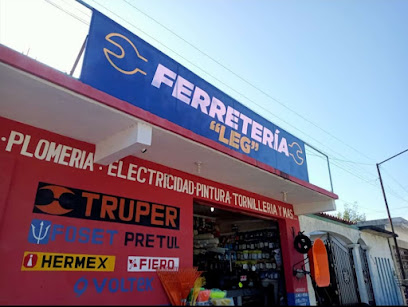 FERRETERÍA
"LEG"
·PLOMERIA·ELECTRICIDAD·PINTURA·TORNILLERIA Y MAS
TRUPER
FOSET PRETUL
HERMEX FIERO
VOLTECK